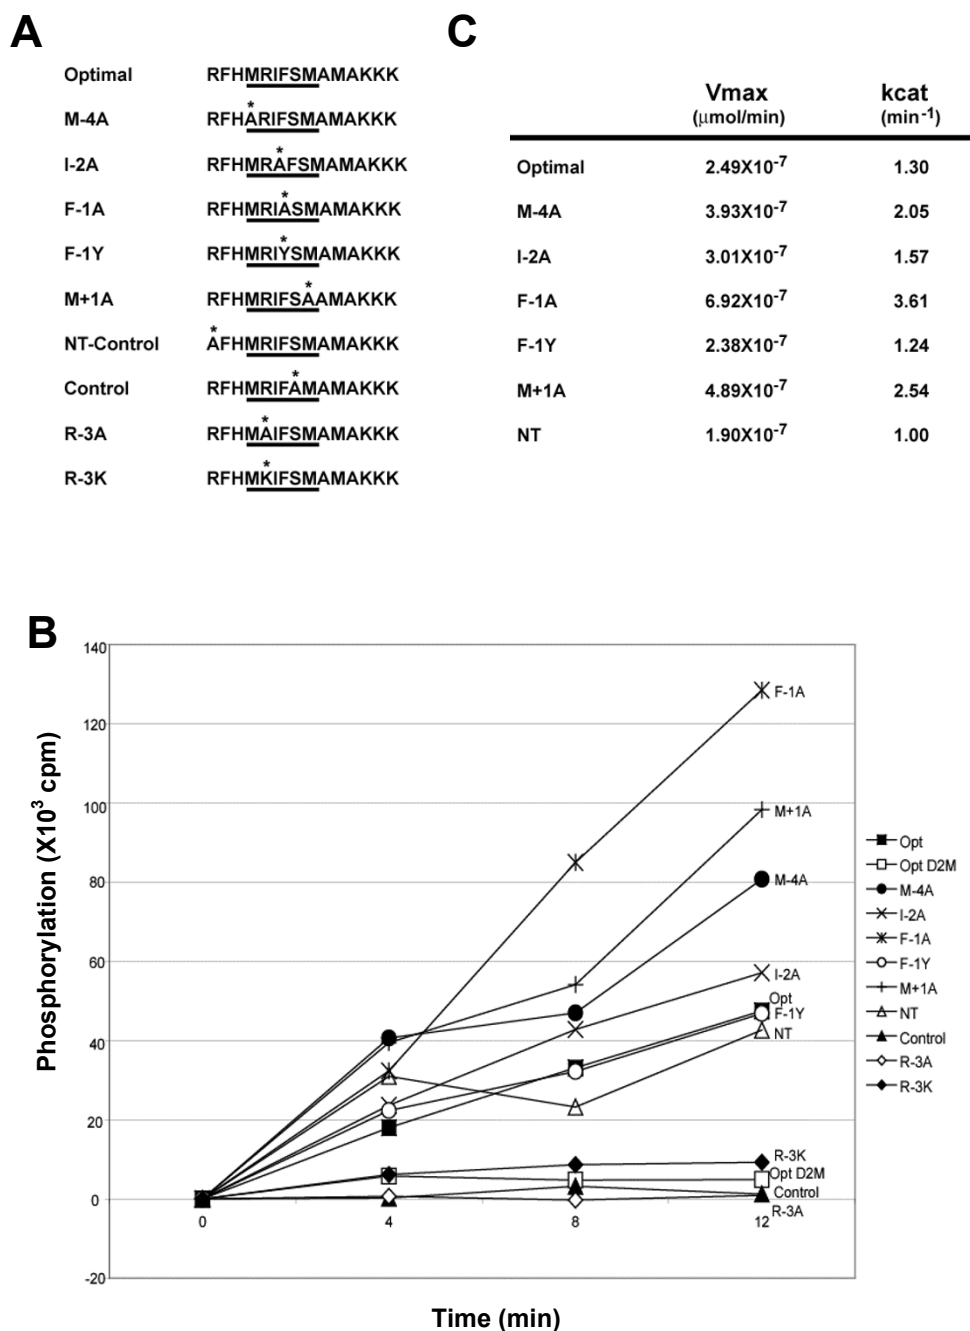 A
Optimal RFHMRIFSMAMAKKK
*
M-4A RFHARIFSMAMAKKK
*
I-2A RFHMRAFSMAMAKKK
*
F-1A RFHMRIASMAMAKKK
*
F-1Y RFHMRIYSMAMAKKK
*
M+1A RFHMRIFSAAMAKKK
*
NT-Control AFHMRIFSMAMAKKK
*
Control RFHMRIFAMAMAKKK
*
R-3A RFHMAIFSMAMAKKK
*
R-3K RFHMKIFSMAMAKKK
C
Vmax kcat
(μmol/min) (min-1)
Optimal 2.49X10-7 1.30
M-4A 3.93X10-7 2.05
I-2A 3.01X10-7 1.57
F-1A 6.92X10-7 3.61
F-1Y 2.38X10-7 1.24
M+1A 4.89X10-7 2.54
NT 1.90X10-7 1.00
B
Phosphorylation (X10³ cpm)
140
120
100
80
60
40
20
0
-20
0 4 8 12
Time (min)
F-1A
M+1A
M-4A
I-2A
Opt
F-1Y
NT
R-3K
Opt D2M
Control
R-3A
Opt
Opt D2M
M-4A
I-2A
F-1A
F-1Y
M+1A
NT
Control
R-3A
R-3K